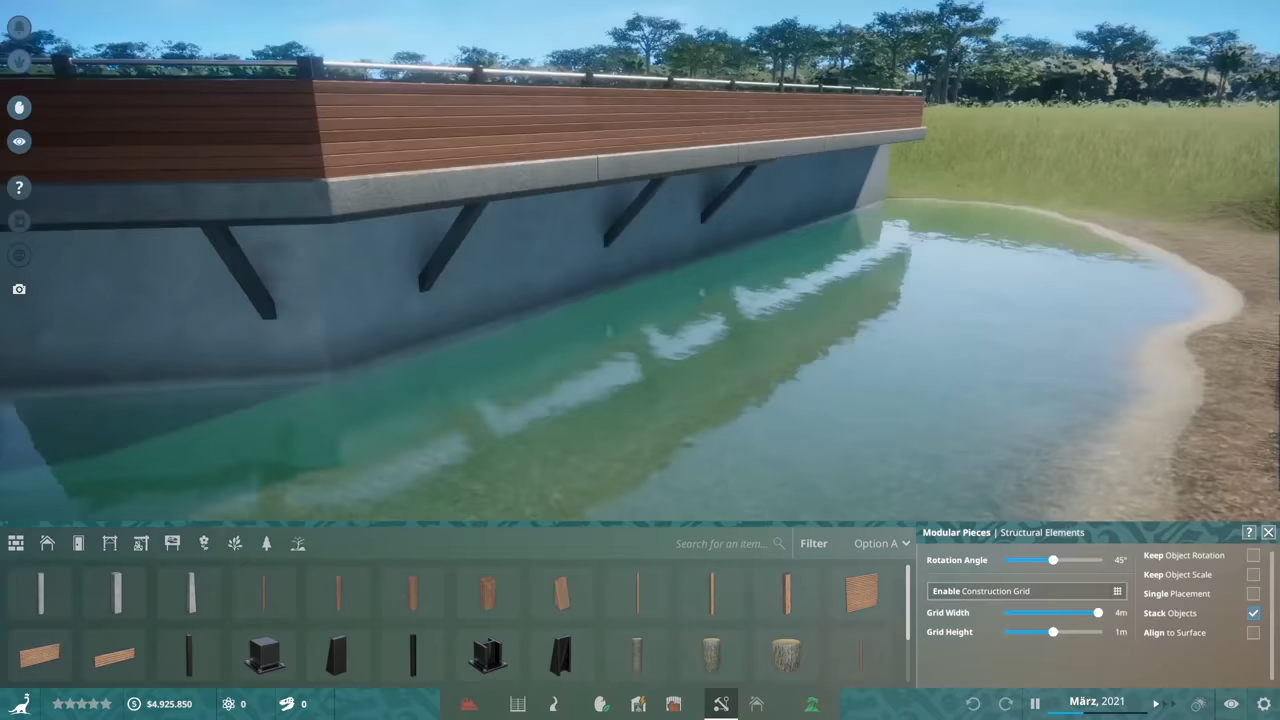 Search for an item...
Filter
Option A
Modular Pieces | Structural Elements
?
Rotation Angle
45°
Enable Construction Grid
Grid Width
4m
Grid Height
1m
Keep Object Rotation
Keep Object Scale
Single Placement
Stack Objects
Align to Surface
?
$4.925.850
0
0
März, 2021